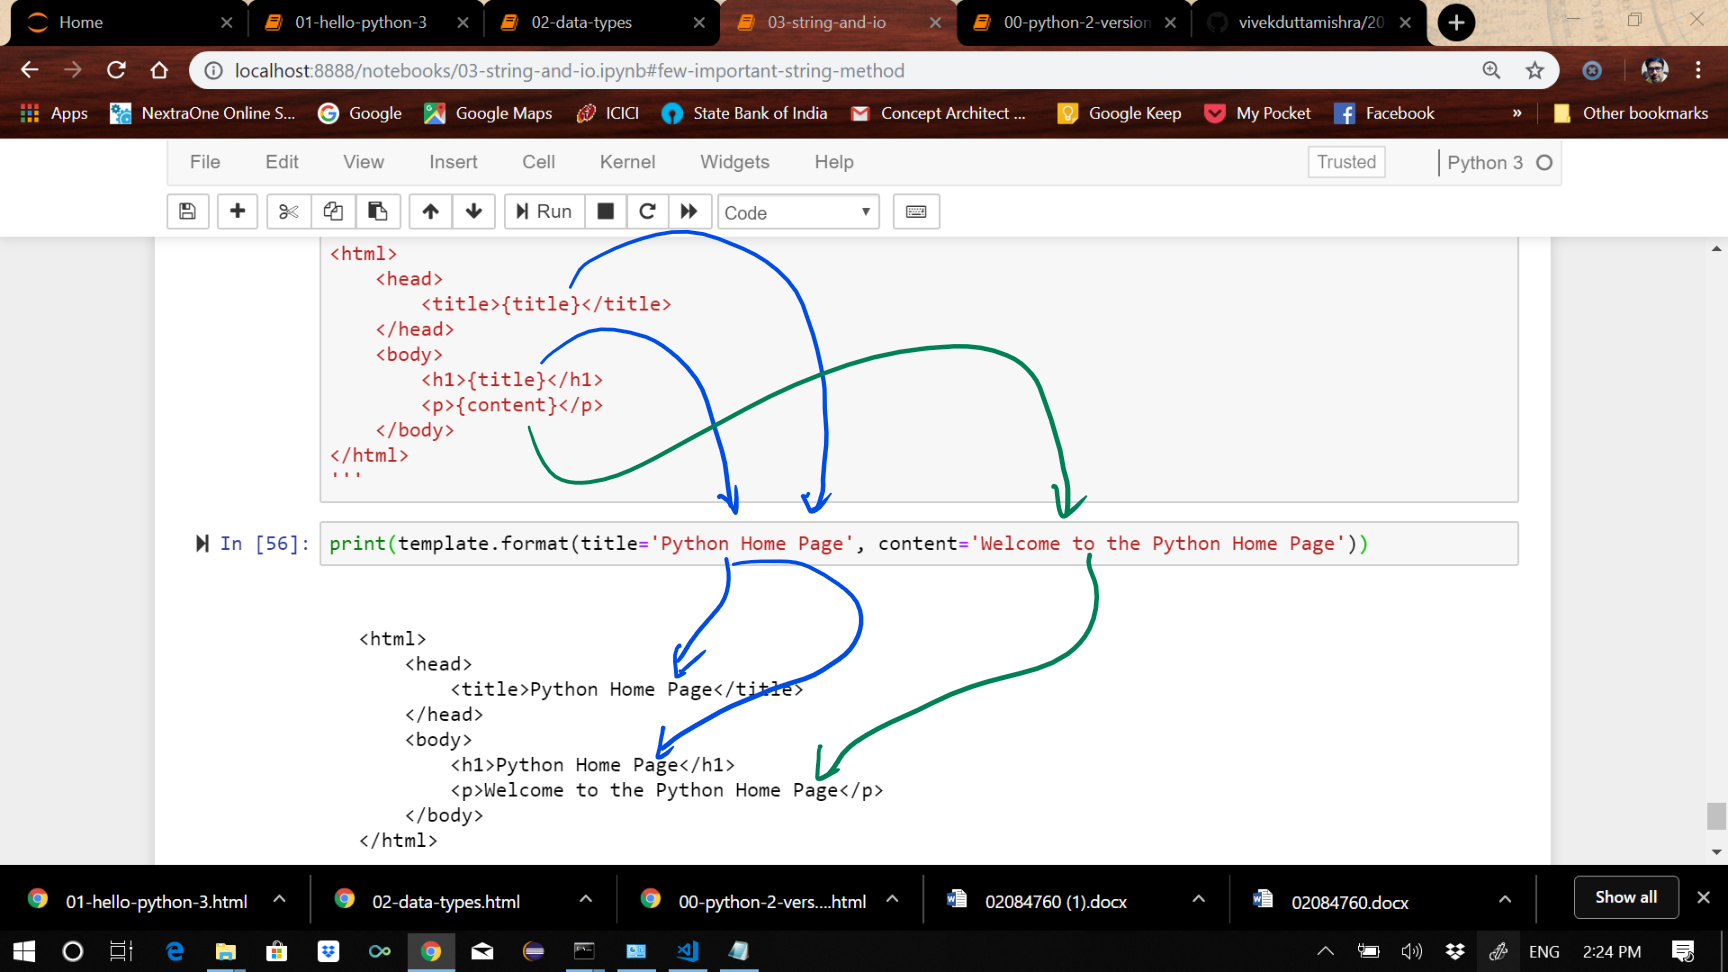 Home
01-hello-python-3
02-data-types
03-string-and-io
00-python-2-version
vivekduttamishra/20
localhost:8888/notebooks/03-string-and-io.ipynb#few-important-string-method
Apps
NextraOne Online S...
Google
Google Maps
ICICI
State Bank of India
Concept Architect ...
Google Keep
My Pocket
Facebook
»
Other bookmarks
File Edit View Insert Cell Kernel Widgets Help
Trusted
Python 3
Run
Code
<html>
    <head>
        <title>{title}</title>
    </head>
    <body>
        <h1>{title}</h1>
        <p>{content}</p>
    </body>
</html>
'''
In [56]: print(template.format(title='Python Home Page', content='Welcome to the Python Home Page'))
<html>
    <head>
        <title>Python Home Page</title>
    </head>
    <body>
        <h1>Python Home Page</h1>
        <p>Welcome to the Python Home Page</p>
    </body>
</html>
01-hello-python-3.html
02-data-types.html
00-python-2-vers....html
02084760 (1).docx
02084760.docx
Show all
ENG
2:24 PM